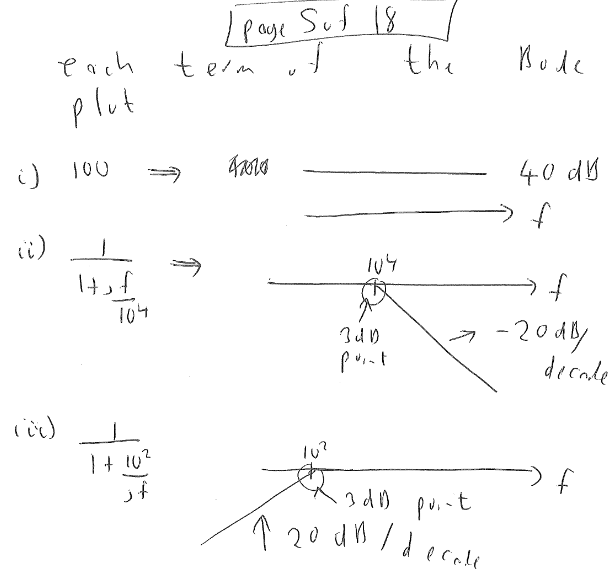 page 5 of 18
each term of the Bode
plot
i) 100 ⇒ 40 dB
f
ii) 1/(1+j f/10^4) ⇒ 10^4 f
3dB
point
-20dB/
decade
iii) 1/(1+10^2/jf) 10^2 f
3dB point
↑ 20 dB/decade